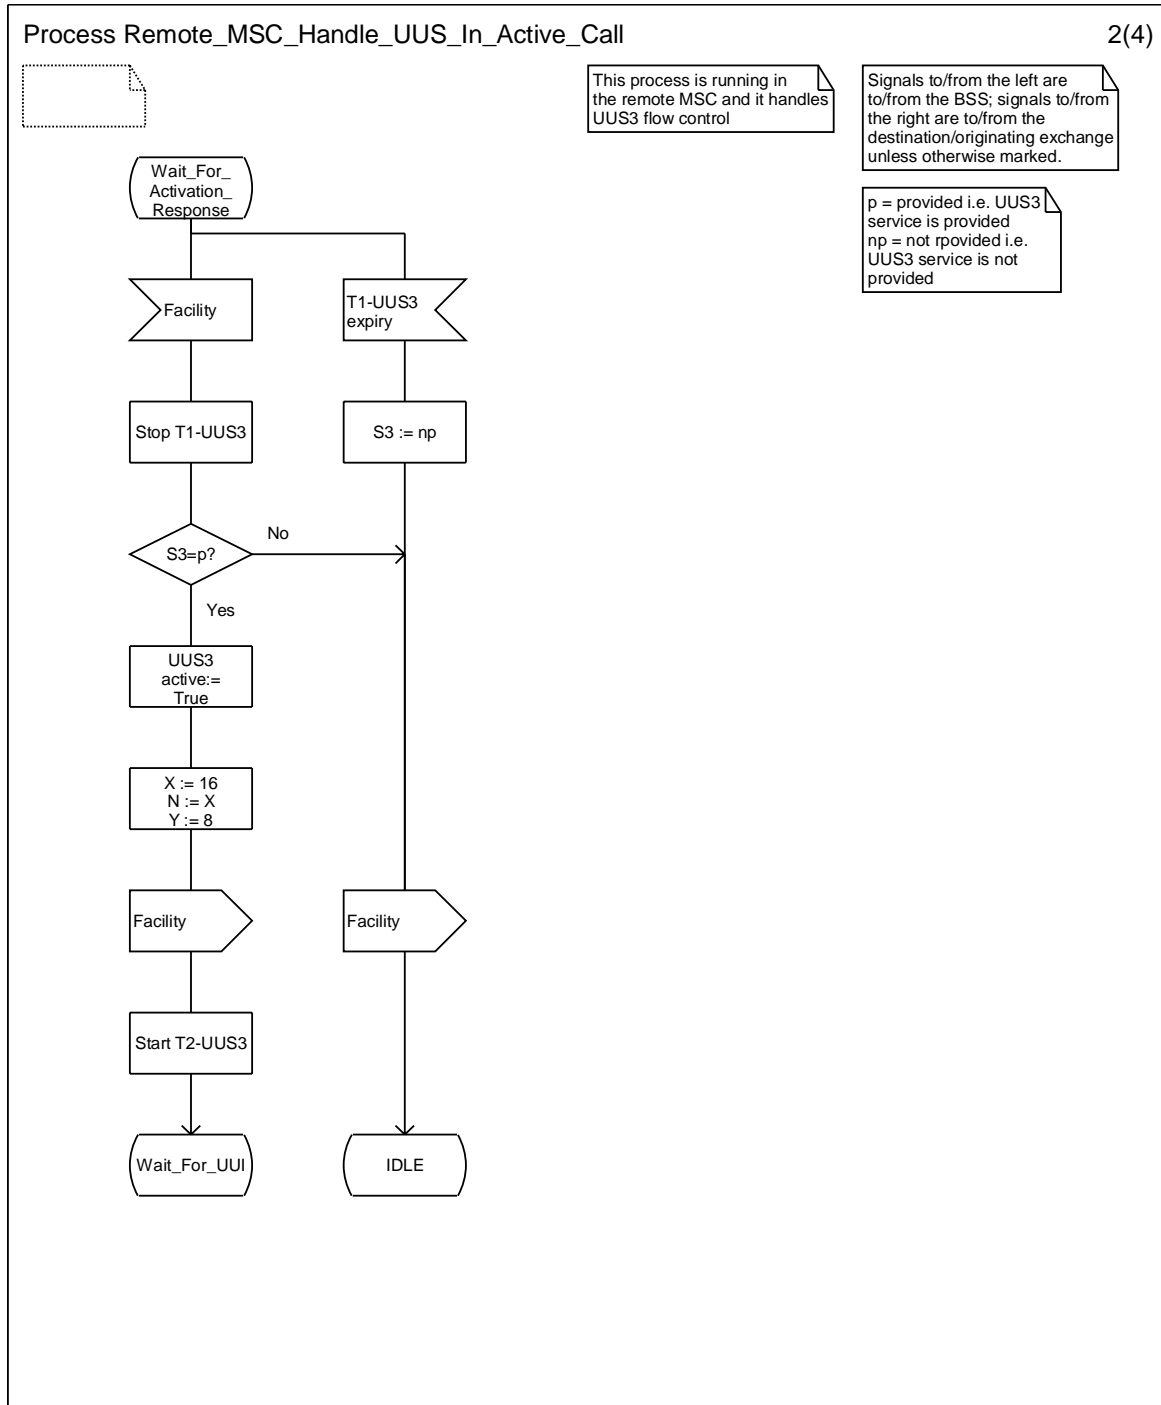 Process Remote_MSC_Handle_UUS_In_Active_Call
2(4)
This process is running in
the remote MSC and it handles
UUS3 flow control
Signals to/from the left are
to/from the BSS; signals to/from
the right are to/from the
destination/originating exchange
unless otherwise marked.
p = provided i.e. UUS3
service is provided
np = not rpovided i.e.
UUS3 service is not
provided
Wait_For_
Activation_
Response
Facility
T1-UUS3
expiry
Stop T1-UUS3
S3 := np
S3=p?
No
Yes
UUS3
active:=
True
X := 16
N := X
Y := 8
Facility
Facility
Start T2-UUS3
Wait_For_UUI
IDLE